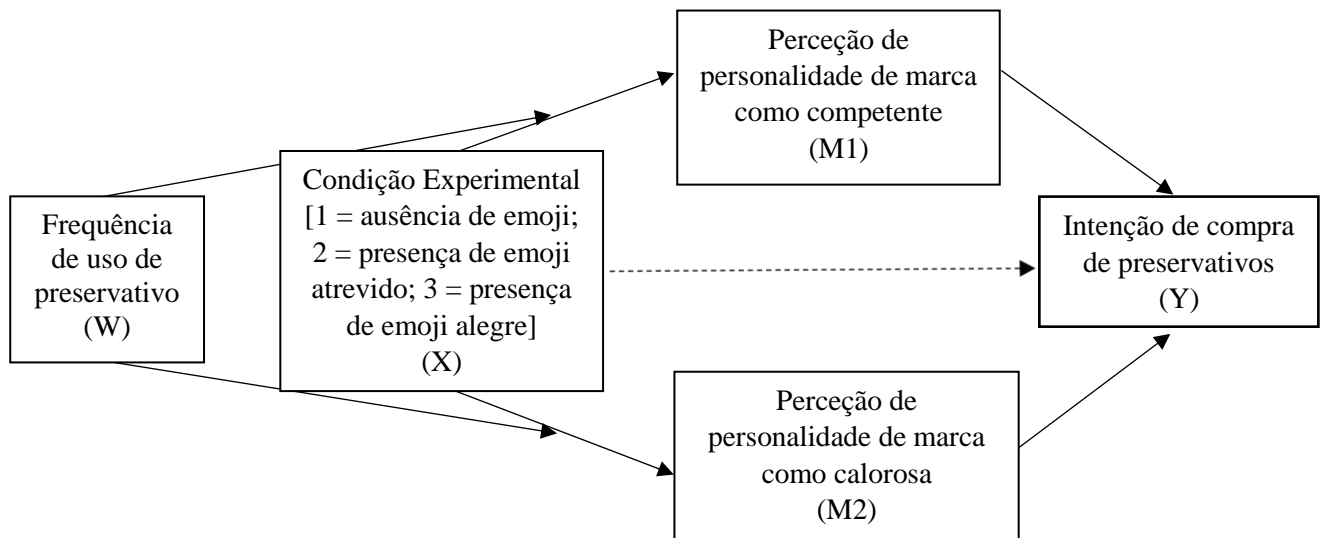 Frequência
de uso de
preservativo
(W)
Condição Experimental
[1 = ausência de emoji;
2 = presença de emoji
atrevido; 3 = presença
de emoji alegre]
(X)
Perceção de
personalidade de marca
como competente
(M1)
Perceção de
personalidade de marca
como calorosa
(M2)
Intenção de compra
de preservativos
(Y)